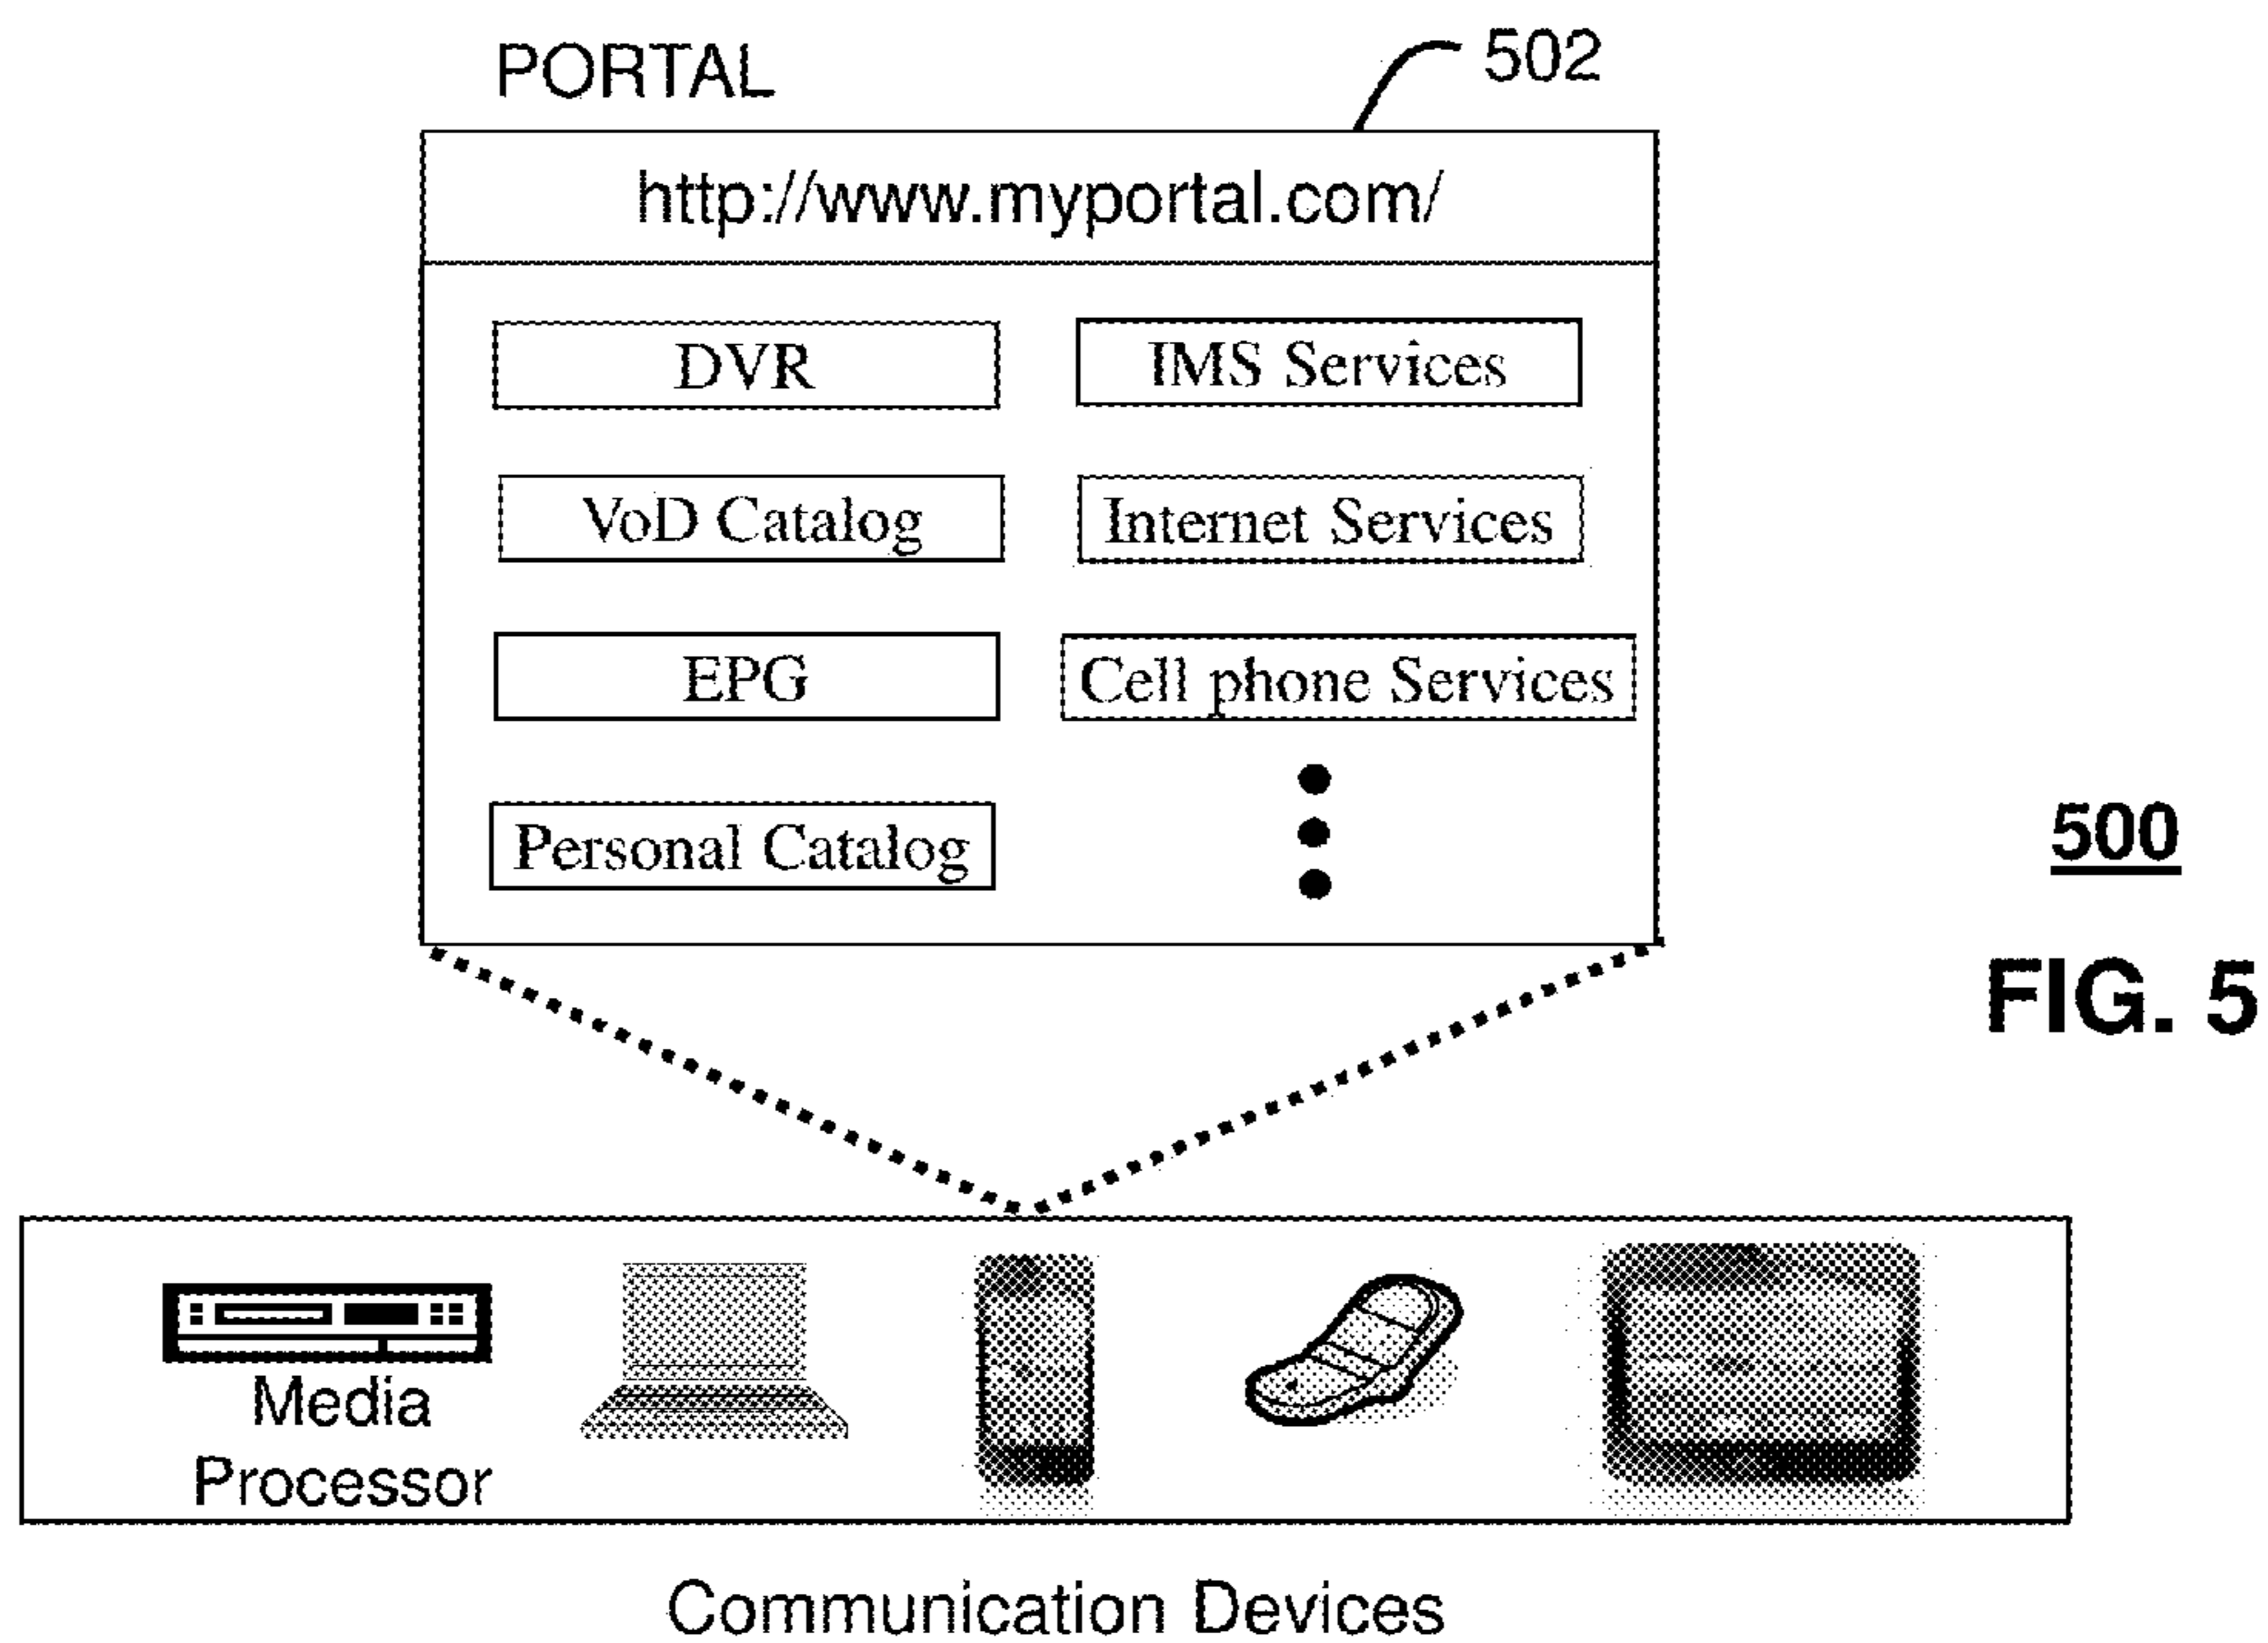 PORTAL
502
http://www.myportal.com/
DVR
IMS Services
VoD Catalog
Internet Services
EPG
Cell phone Services
Personal Catalog
500
FIG. 5
Media
Processor
Communication Devices